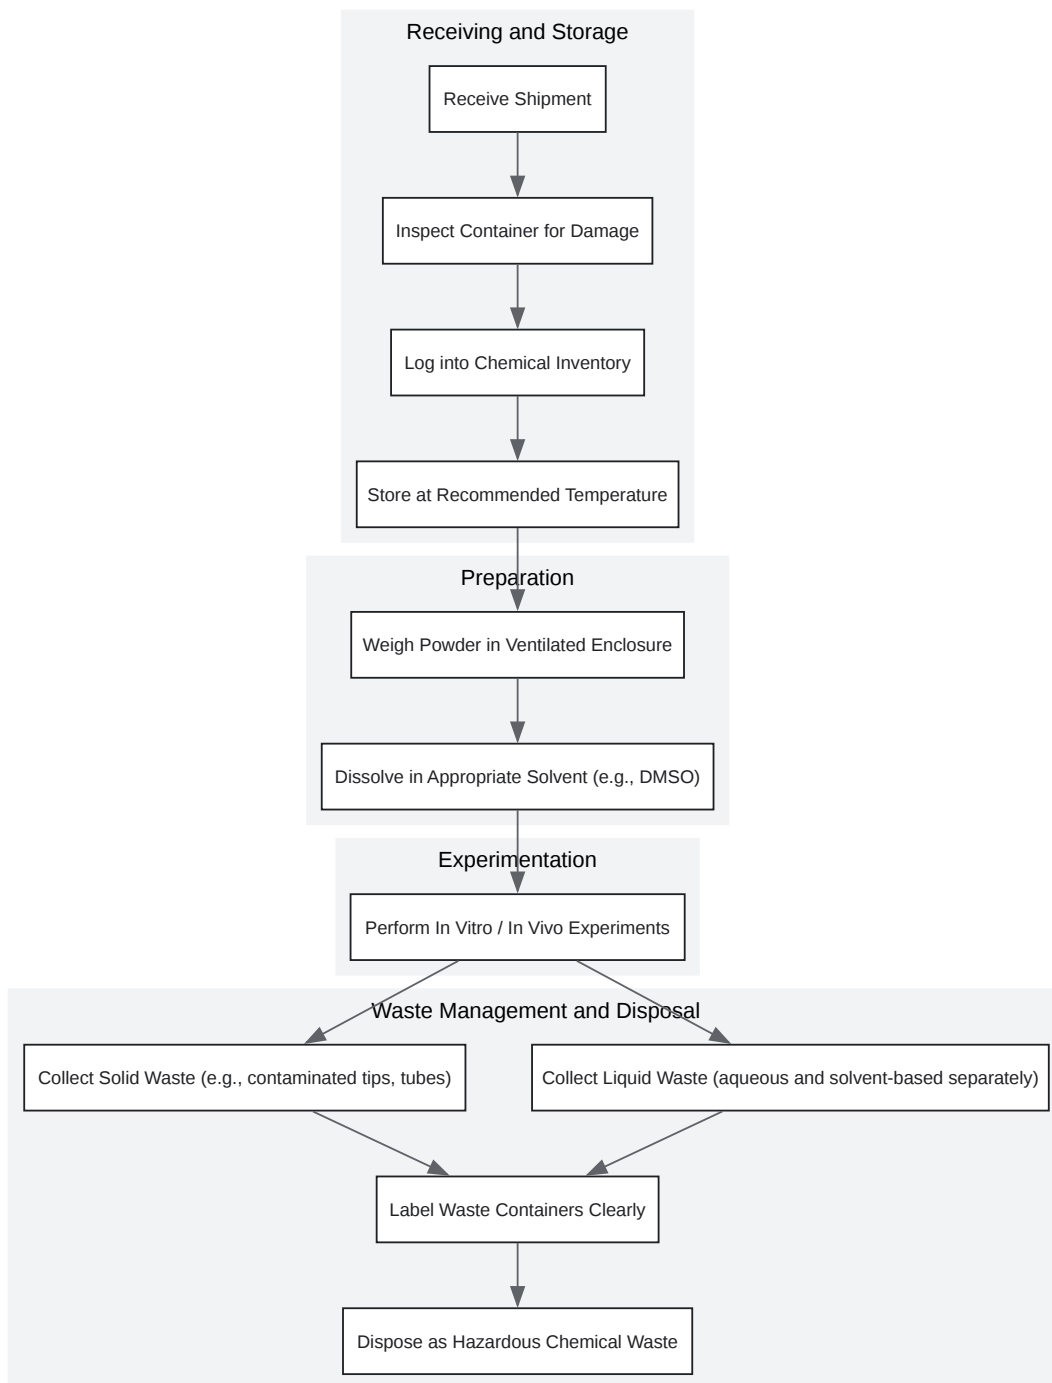 Receiving and Storage
Receive Shipment
Inspect Container for Damage
Log into Chemical Inventory
Store at Recommended Temperature
Preparation
Weigh Powder in Ventilated Enclosure
Dissolve in Appropriate Solvent (e.g., DMSO)
Experimentation
Perform In Vitro / In Vivo Experiments
Waste Management and Disposal
Collect Solid Waste (e.g., contaminated tips, tubes)
Collect Liquid Waste (aqueous and solvent-based separately)
Label Waste Containers Clearly
Dispose as Hazardous Chemical Waste